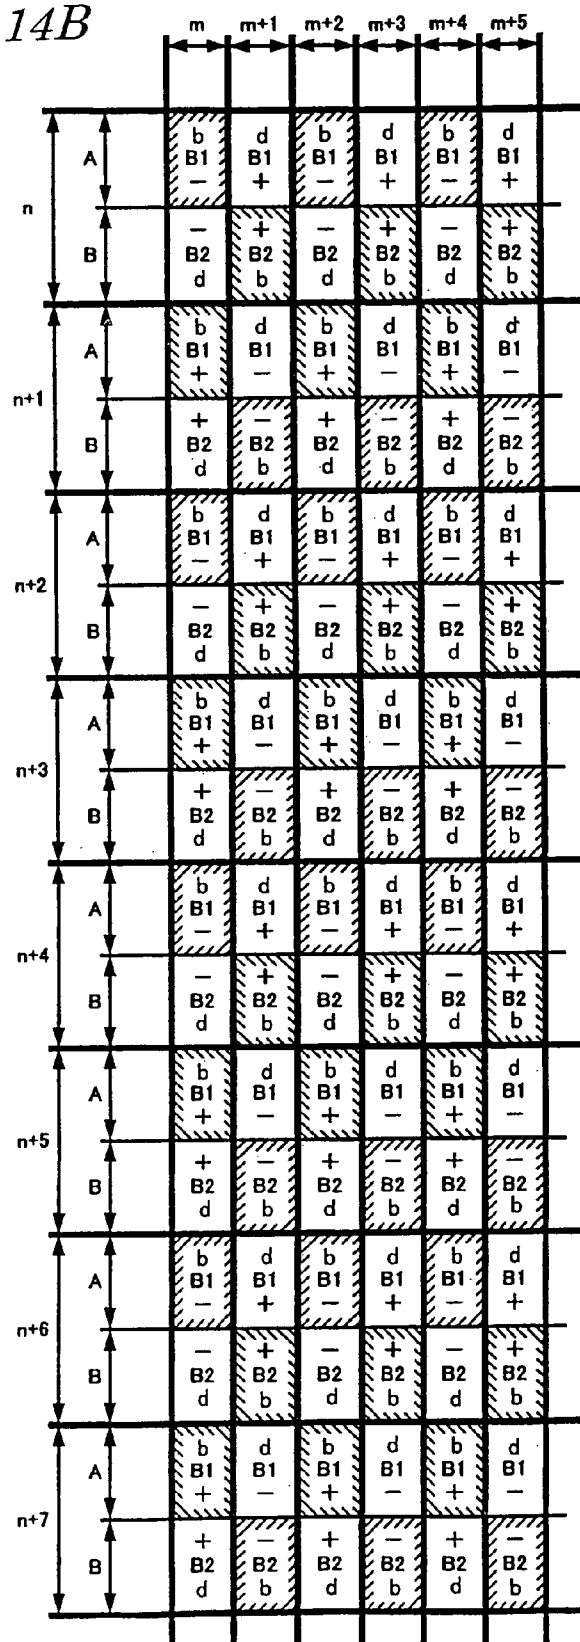 14B
m m+1 m+2 m+3 m+4 m+5
n
A
b d b d b d
B1 B1 B1 B1 B1 B1
− + − + − +
B
− + − + − +
B2 B2 B2 B2 B2 B2
d b d b d b
n+1
A
b d b d b d
B1 B1 B1 B1 B1 B1
+ − + − + −
B
+ − + − + −
B2 B2 B2 B2 B2 B2
d b d b d b
n+2
A
b d b d b d
B1 B1 B1 B1 B1 B1
− + − + − +
B
− + − + − +
B2 B2 B2 B2 B2 B2
d b d b d b
n+3
A
b d b d b d
B1 B1 B1 B1 B1 B1
+ − + − + −
B
+ − + − + −
B2 B2 B2 B2 B2 B2
d b d b d b
n+4
A
b d b d b d
B1 B1 B1 B1 B1 B1
− + − + − +
B
− + − + − +
B2 B2 B2 B2 B2 B2
d b d b d b
n+5
A
b d b d b d
B1 B1 B1 B1 B1 B1
+ − + − + −
B
+ − + − + −
B2 B2 B2 B2 B2 B2
d b d b d b
n+6
A
b d b d b d
B1 B1 B1 B1 B1 B1
− + − + − +
B
− + − + − +
B2 B2 B2 B2 B2 B2
d b d b d b
n+7
A
b d b d b d
B1 B1 B1 B1 B1 B1
+ − + − + −
B
+ − + − + −
B2 B2 B2 B2 B2 B2
d b d b d b